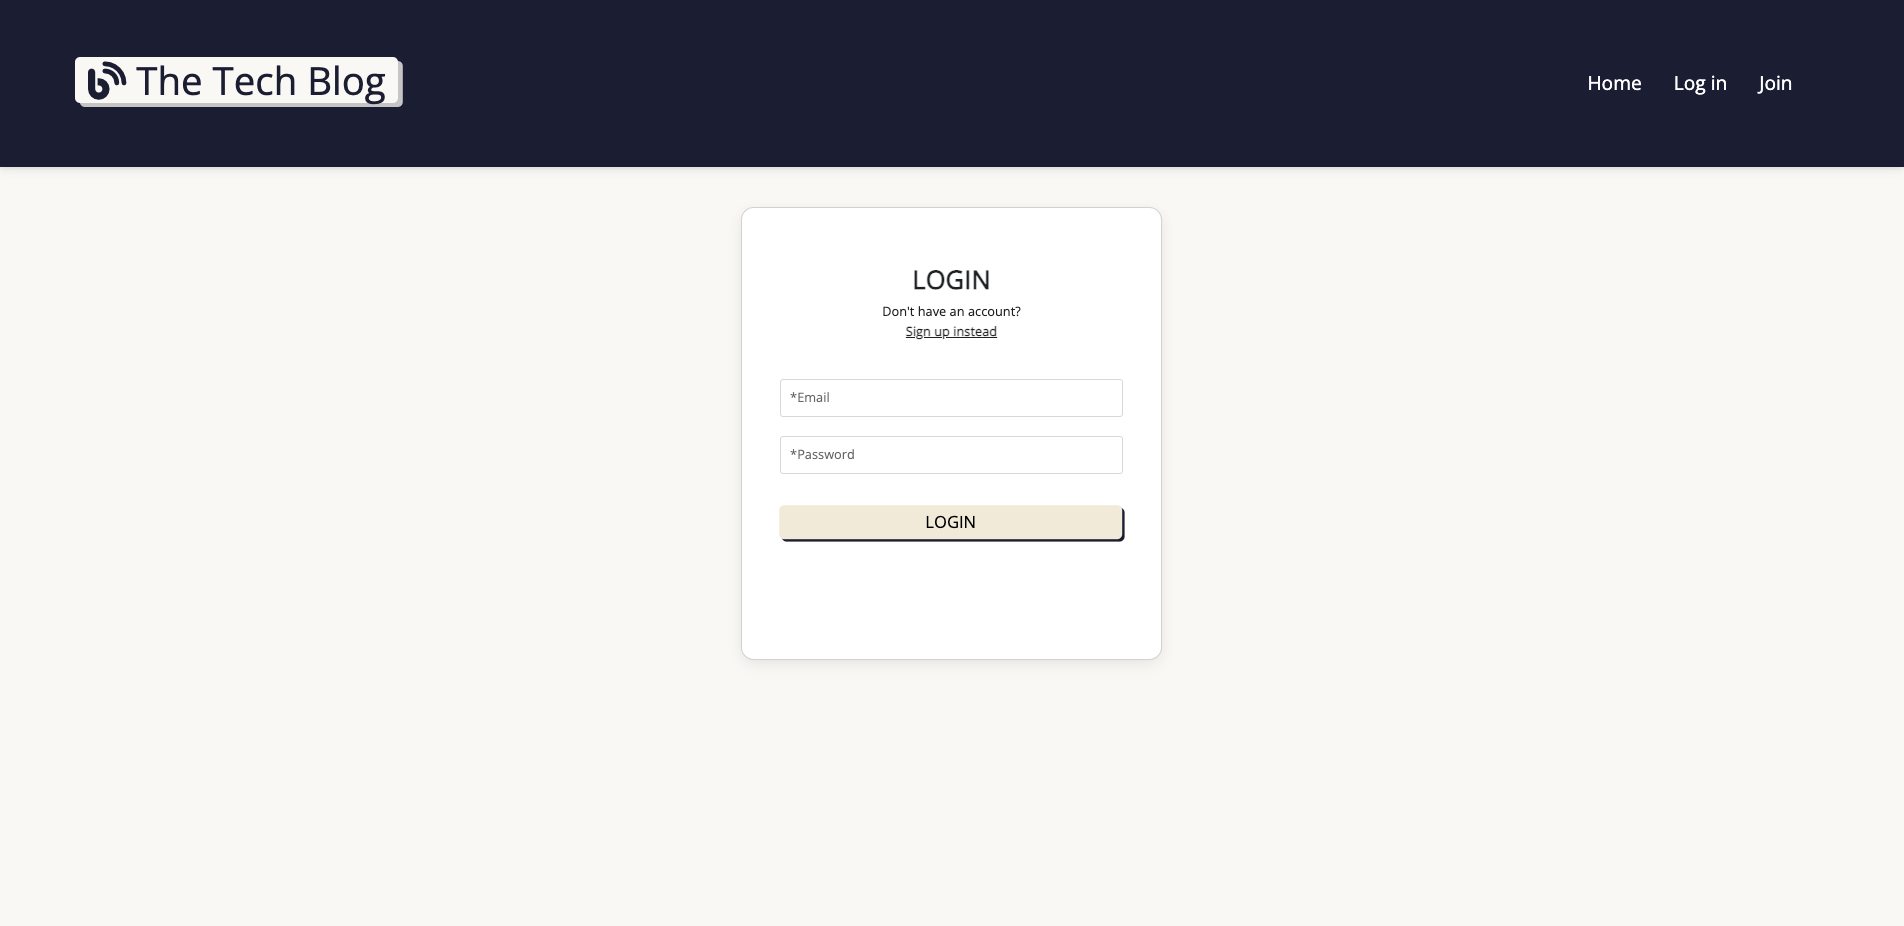 The Tech Blog
Home Log in Join
LOGIN
Don't have an account?
Sign up instead
*Email
*Password
LOGIN